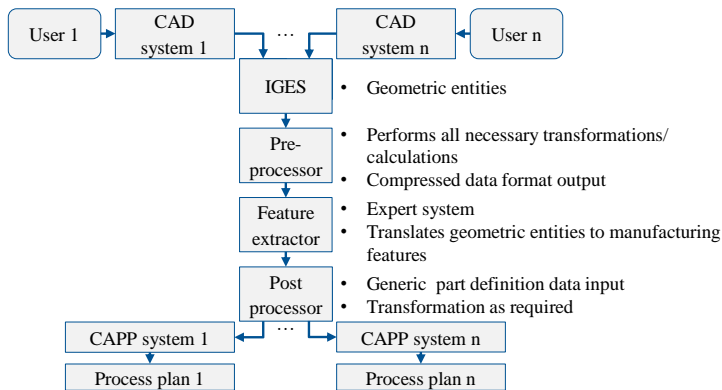 User 1
CAD
system 1
...
CAD
system n
User n
IGES
• Geometric entities
Pre-
processor
• Performs all necessary transformations/
calculations
• Compressed data format output
Feature
extractor
• Expert system
• Translates geometric entities to manufacturing
features
Post
processor
• Generic part definition data input
• Transformation as required
...
CAPP system 1
CAPP system n
Process plan 1
Process plan n